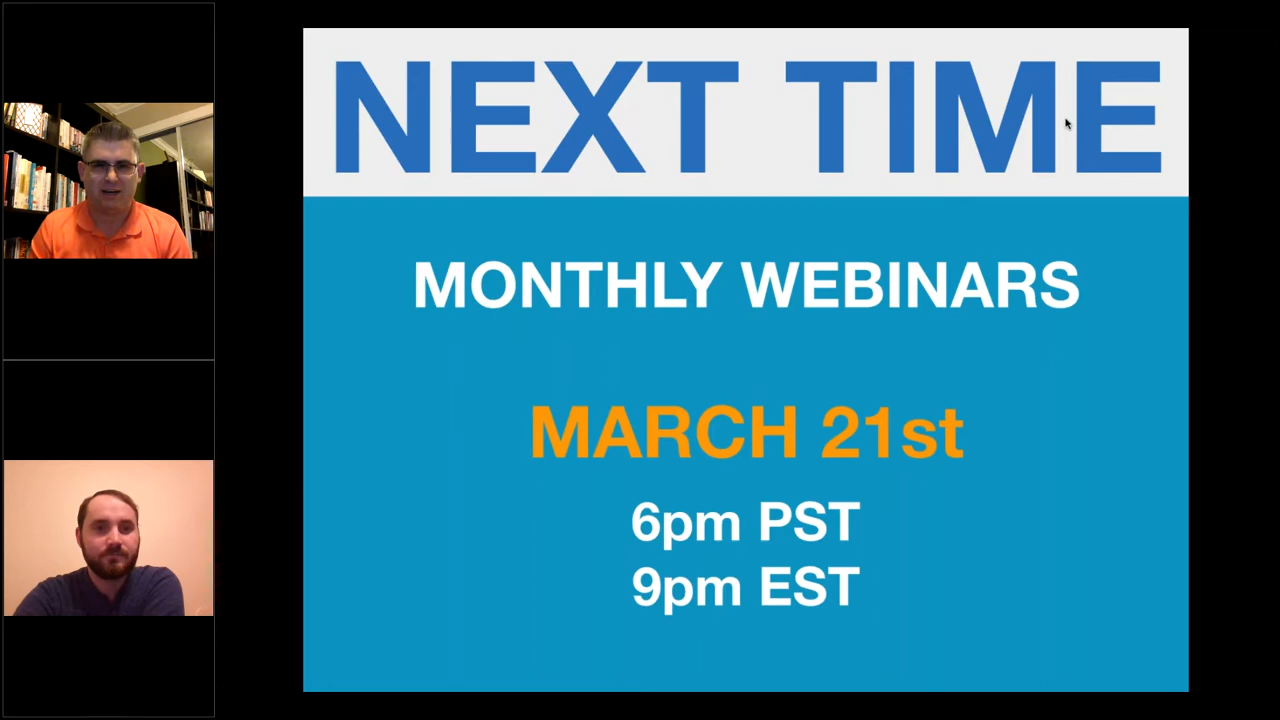 NEXT TIME
MONTHLY WEBINARS
MARCH 21st
6pm PST
9pm EST